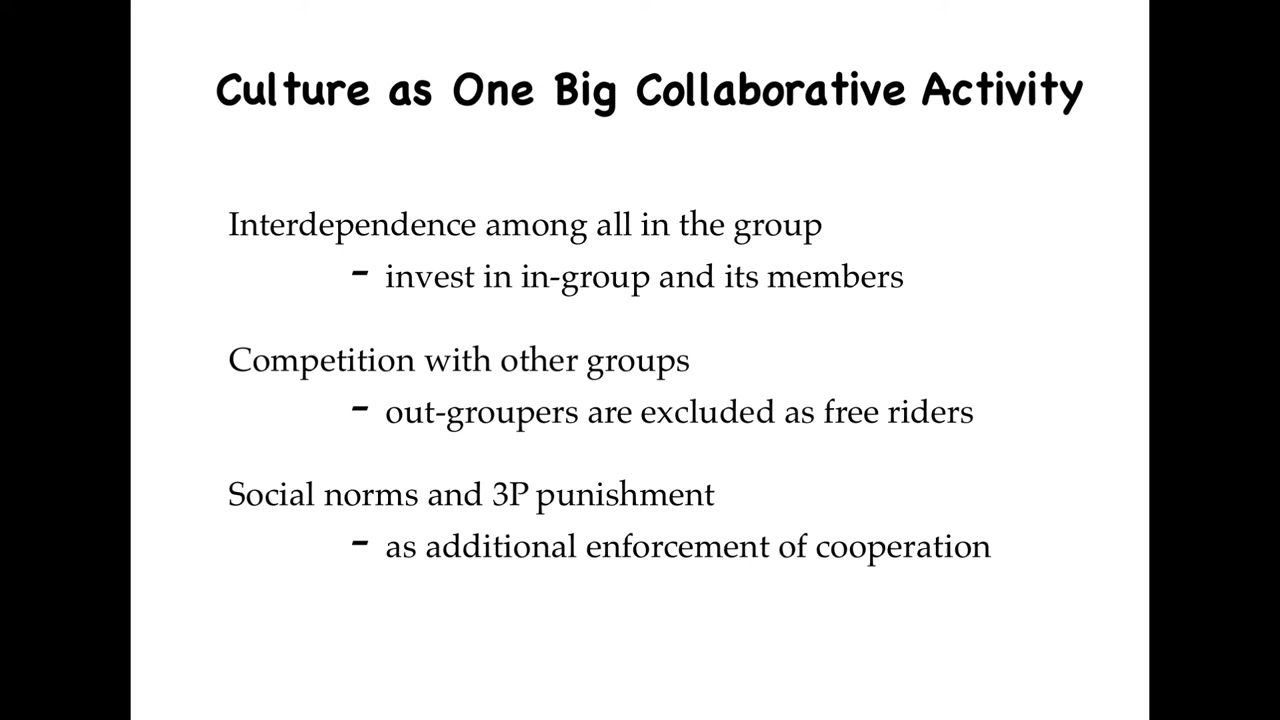 Culture as One Big Collaborative Activity
Interdependence among all in the group
- invest in in-group and its members
Competition with other groups
- out-groupers are excluded as free riders
Social norms and 3P punishment
- as additional enforcement of cooperation